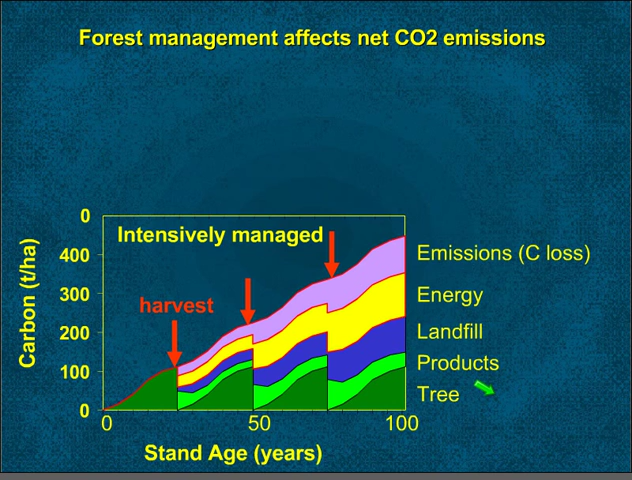 Forest management affects net CO2 emissions
0
Intensively managed
400
Emissions (C loss)
300
harvest
Energy
200
Landfill
100
Products
0
Tree
Carbon (t/ha)
0 50 100
Stand Age (years)